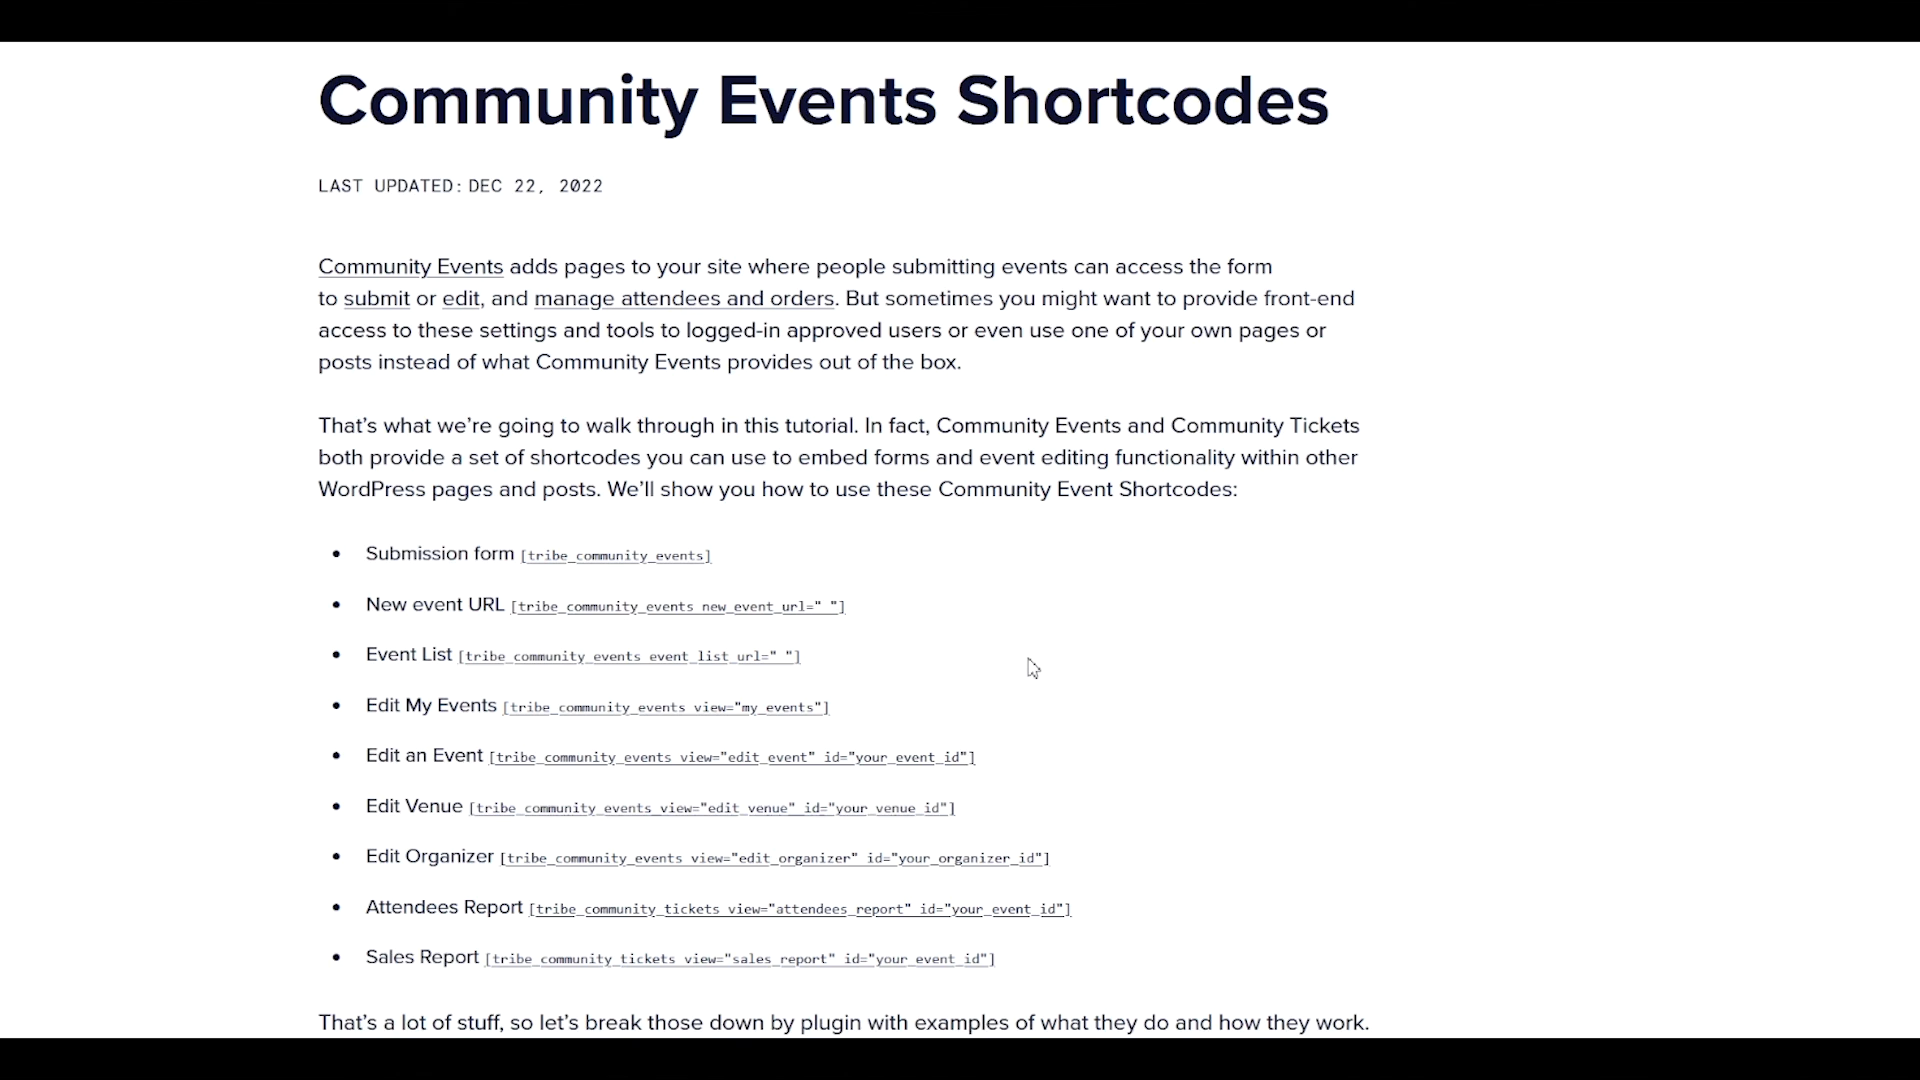 Community Events Shortcodes
LAST UPDATED: DEC 22, 2022
Community Events adds pages to your site where people submitting events can access the form
to submit or edit, and manage attendees and orders. But sometimes you might want to provide front-end
access to these settings and tools to logged-in approved users or even use one of your own pages or
posts instead of what Community Events provides out of the box.
That’s what we’re going to walk through in this tutorial. In fact, Community Events and Community Tickets
both provide a set of shortcodes you can use to embed forms and event editing functionality within other
WordPress pages and posts. We’ll show you how to use these Community Event Shortcodes:
• Submission form [tribe_community_events]
• New event URL [tribe_community_events new_event_url=" "]
• Event List [tribe_community_events event_list_url=" "]
• Edit My Events [tribe_community_events view="my_events"]
• Edit an Event [tribe_community_events view="edit_event" id="your_event_id"]
• Edit Venue [tribe_community_events view="edit_venue" id="your_venue_id"]
• Edit Organizer [tribe_community_events view="edit_organizer" id="your_organizer_id"]
• Attendees Report [tribe_community_tickets view="attendees_report" id="your_event_id"]
• Sales Report [tribe_community_tickets view="sales_report" id="your_event_id"]
That’s a lot of stuff, so let’s break those down by plugin with examples of what they do and how they work.